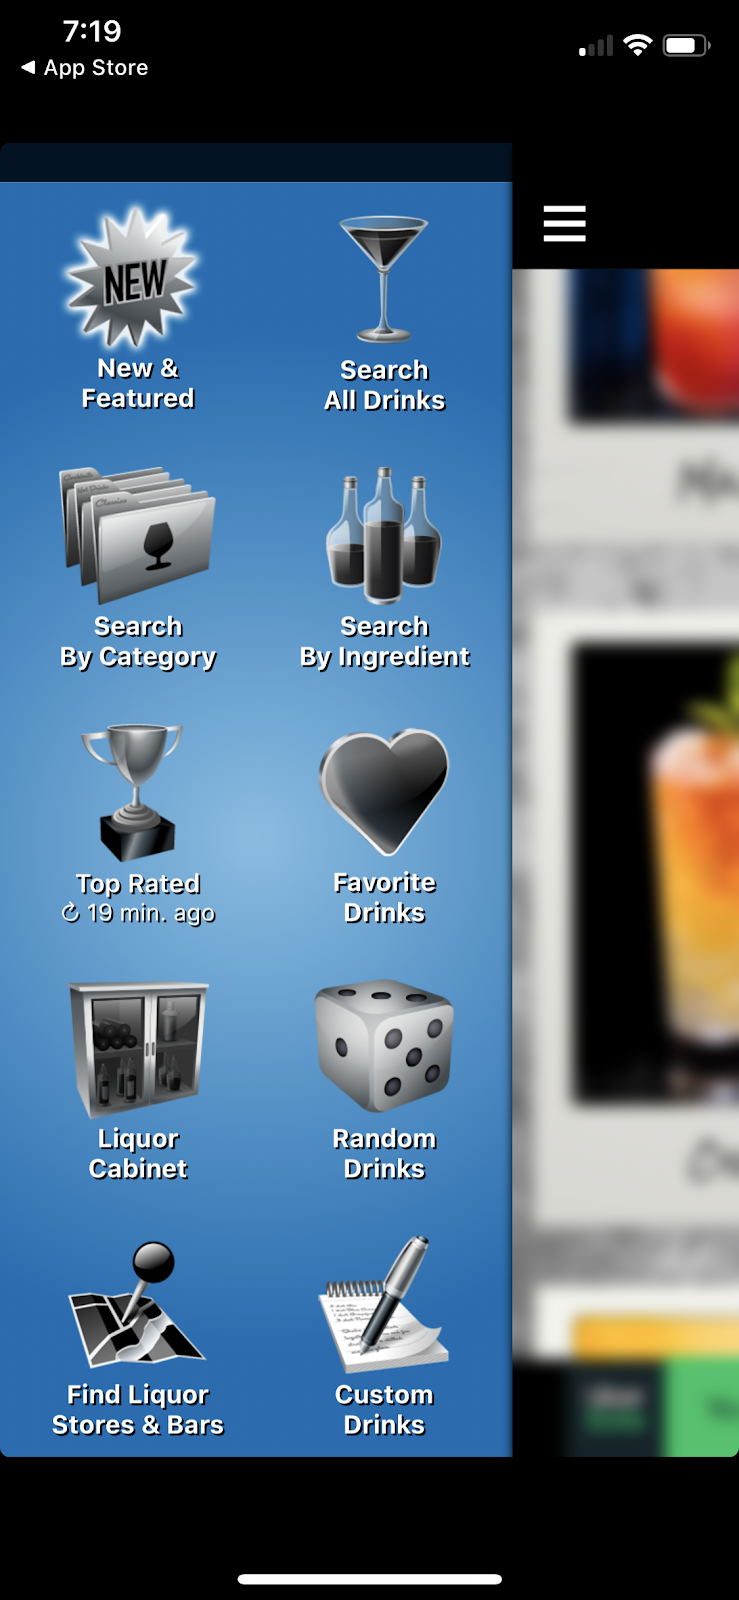 7:19
◀ App Store
NEW
New &
Featured
Search
All Drinks
Classics
Search
By Category
Search
By Ingredient
Top Rated
↻ 19 min. ago
Favorite
Drinks
Liquor
Cabinet
Random
Drinks
Find Liquor
Stores & Bars
Custom
Drinks